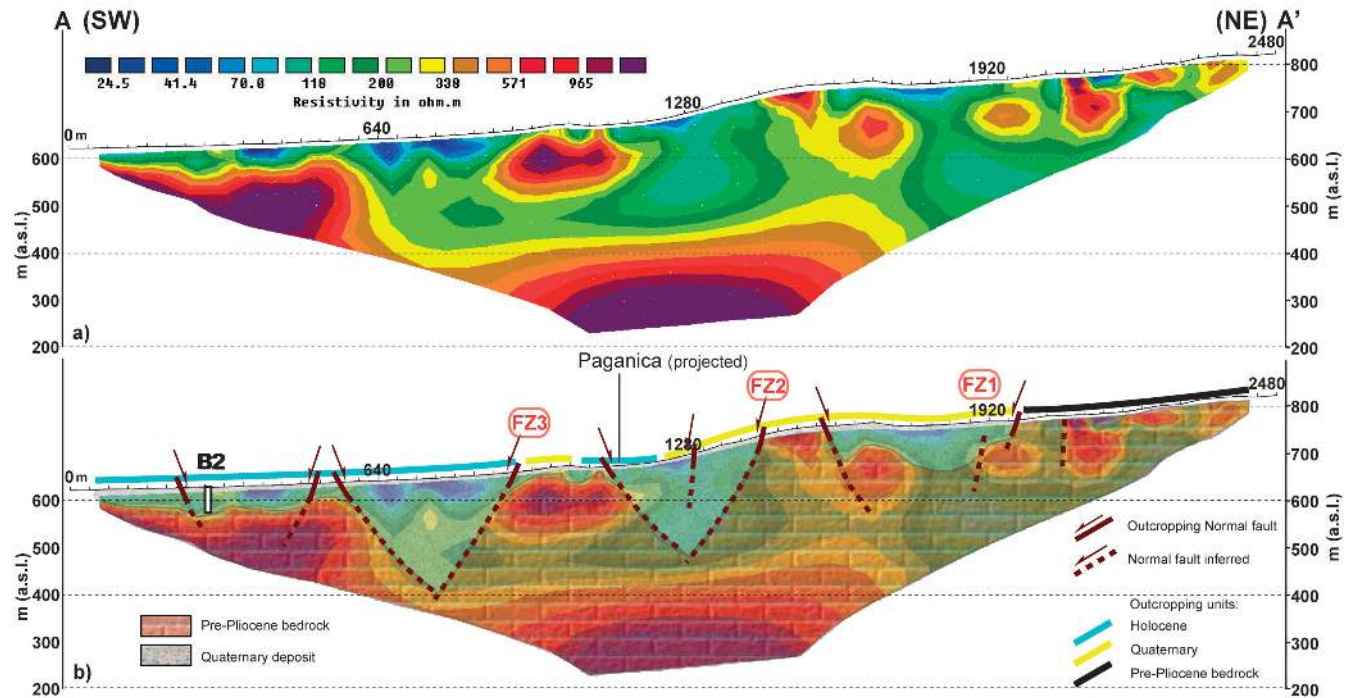 A (SW)
(NE) A'
24.5 41.4 70.0 118 200 338 571 965
Resistivity in ohm.m
0 m
640
1280
1920
2480
600
500
400
300
200
m (a.s.l.)
800
700
600
500
400
300
200
m (a.s.l.)
a)
Paganica (projected)
FZ3
FZ2
FZ1
B2
0 m
640
1280
1920
2480
600
500
400
300
200
m (a.s.l.)
800
700
600
500
400
300
200
m (a.s.l.)
Outcropping Normal fault
Normal fault inferred
Outcropping units:
Holocene
Quaternary
Pre-Pliocene bedrock
Pre-Pliocene bedrock
Quaternary deposit
b)